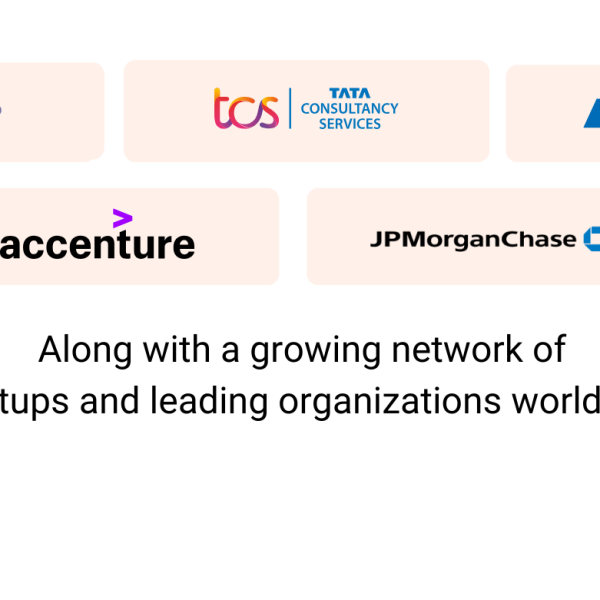 tcs
TATA
CONSULTANCY
SERVICES
accenture
JPMorganChase
Along with a growing network of
tups and leading organizations world